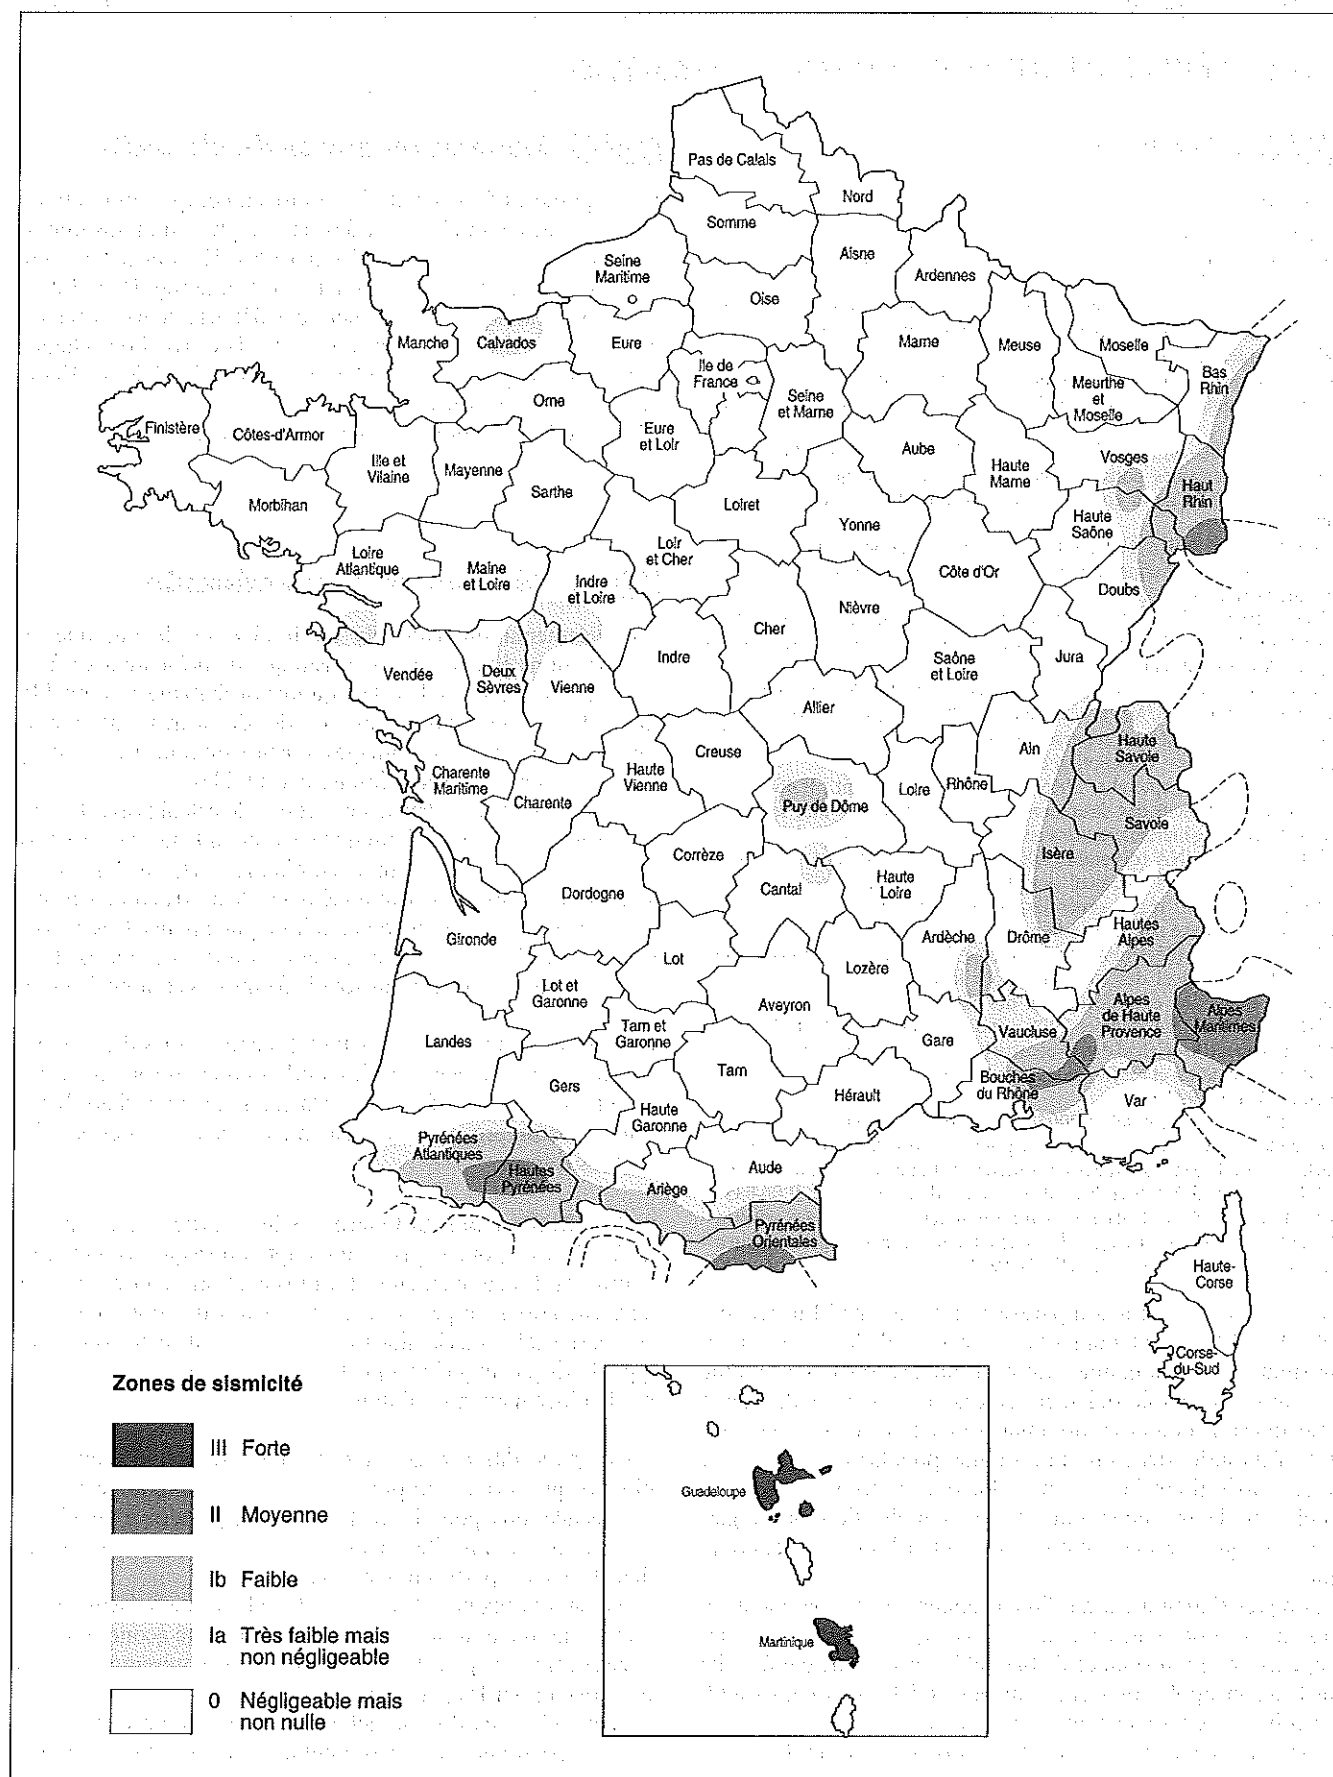 Pas de Calais
Nord
Somme
Aisne
Seine
Maritime
Ardennes
Oise
Manche
Calvados
Eure
Marne
Meuse
Moselle
Ile de
France
Bas
Rhin
Seine
et Marne
Meurthe
et
Moselle
Orne
Finistère
Côtes-d'Armor
Eure
et Loir
Aube
Ille et
Vilaine
Mayenne
Vosges
Haute
Marne
Sarthe
Haut
Rhin
Morbihan
Loiret
Yonne
Haute
Saône
Loir
et Cher
Loire
Atlantique
Maine
et Loire
Indre
et Loire
Côte d'Or
Doubs
Nièvre
Cher
Indre
Saône
et Loire
Jura
Vendée
Deux
Sèvres
Vienne
Allier
Creuse
Ain
Haute
Savoie
Charente
Maritime
Haute
Vienne
Charente
Puy de Dôme
Loire
Rhône
Savoie
Corrèze
Isère
Dordogne
Cantal
Haute
Loire
Gironde
Ardèche
Drôme
Hautes
Alpes
Lot
Lozère
Lot et
Garonne
Aveyron
Alpes
de Haute
Provence
Alpes
Maritimes
Landes
Tarn et
Garonne
Gare
Vaucluse
Tarn
Gers
Hérault
Bouches
du Rhône
Var
Haute
Garonne
Pyrénées
Atlantiques
Hautes
Pyrénées
Aude
Ariège
Pyrénées
Orientales
Haute-
Corse
Corse-
du-Sud
Zones de sismicité
III Forte
II Moyenne
Ib Faible
Ia Très faible mais
non négligeable
0 Négligeable mais
non nulle
Guadeloupe
Martinique